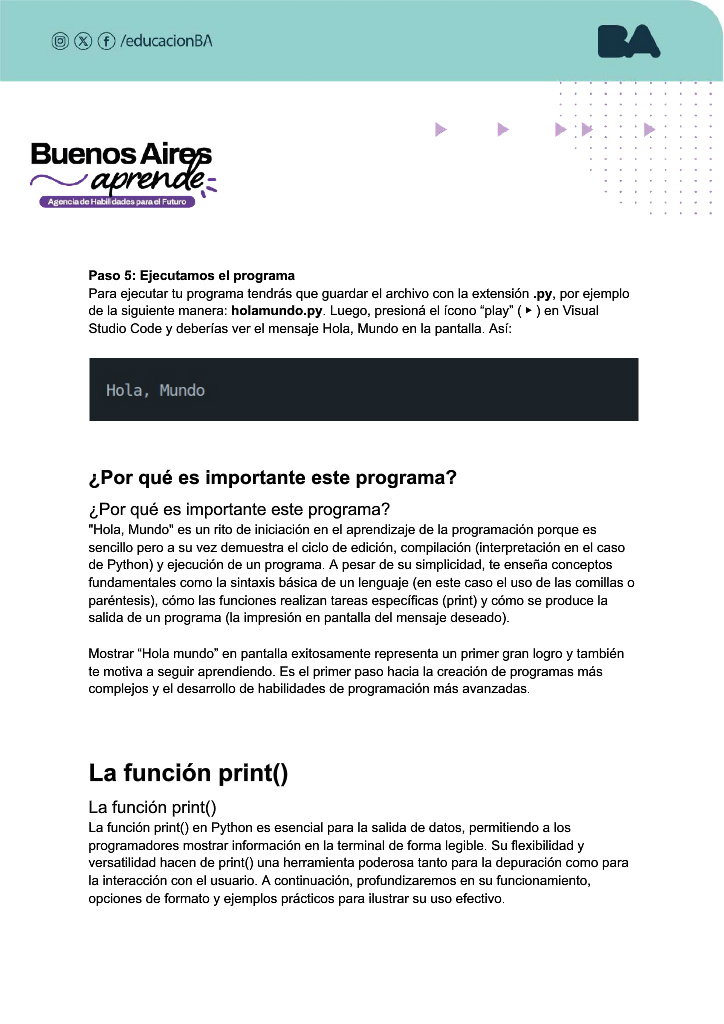 /educacionBA
BA
Buenos Aires
aprende
Agencia de Habilidades para el Futuro
Paso 5: Ejecutamos el programa
Para ejecutar tu programa tendrás que guardar el archivo con la extensión .py, por ejemplo
de la siguiente manera: holamundo.py. Luego, presioná el ícono “play” ( ▶ ) en Visual
Studio Code y deberías ver el mensaje Hola, Mundo en la pantalla. Así:
Hola, Mundo
¿Por qué es importante este programa?
¿Por qué es importante este programa?
"Hola, Mundo" es un rito de iniciación en el aprendizaje de la programación porque es
sencillo pero a su vez demuestra el ciclo de edición, compilación (interpretación en el caso
de Python) y ejecución de un programa. A pesar de su simplicidad, te enseña conceptos
fundamentales como la sintaxis básica de un lenguaje (en este caso el uso de las comillas o
paréntesis), cómo las funciones realizan tareas específicas (print) y cómo se produce la
salida de un programa (la impresión en pantalla del mensaje deseado).
Mostrar “Hola mundo” en pantalla exitosamente representa un primer gran logro y también
te motiva a seguir aprendiendo. Es el primer paso hacia la creación de programas más
complejos y el desarrollo de habilidades de programación más avanzadas.
La función print()
La función print()
La función print() en Python es esencial para la salida de datos, permitiendo a los
programadores mostrar información en la terminal de forma legible. Su flexibilidad y
versatilidad hacen de print() una herramienta poderosa tanto para la depuración como para
la interacción con el usuario. A continuación, profundizaremos en su funcionamiento,
opciones de formato y ejemplos prácticos para ilustrar su uso efectivo.